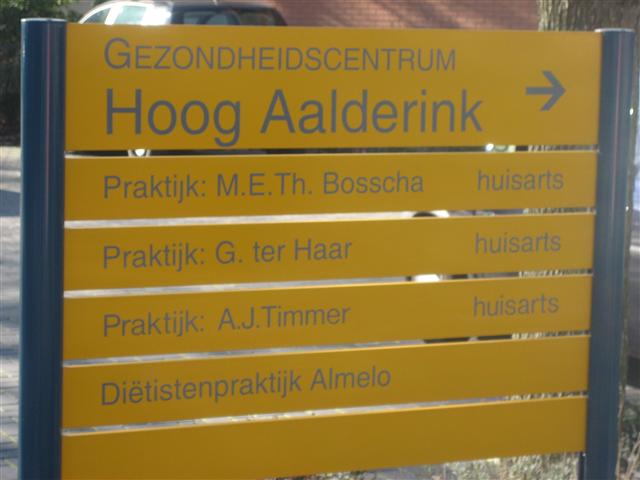 GEZONDHEIDSCENTRUM
Hoog Aalderink
Praktijk: M.E.Th. Bosscha huisarts
Praktijk: G. ter Haar huisarts
Praktijk: A.J.Timmer huisarts
Diëtistenpraktijk Almelo